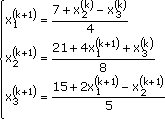 x₁^(k+1) = (7 + x₂^(k) − x₃^(k)) / 4
x₂^(k+1) = (21 + 4x₁^(k+1) + x₃^(k)) / 8
x₃^(k+1) = (15 + 2x₁^(k+1) − x₂^(k+1)) / 5